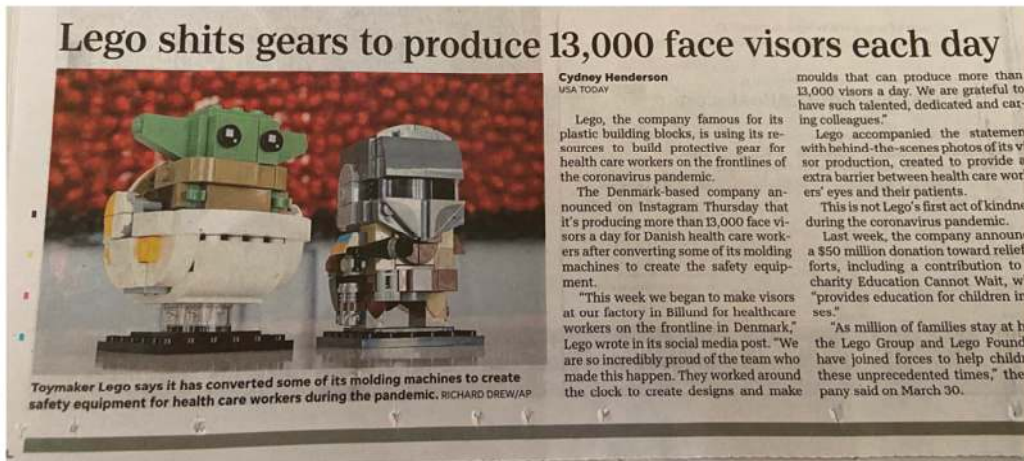 Lego shits gears to produce 13,000 face visors each day
Toymaker Lego says it has converted some of its molding machines to create
safety equipment for health care workers during the pandemic. RICHARD DREW/AP
Cydney Henderson
USA TODAY
Lego, the company famous for its
plastic building blocks, is using its re-
sources to build protective gear for
health care workers on the frontlines of
the coronavirus pandemic.
The Denmark-based company an-
nounced on Instagram Thursday that
it's producing more than 13,000 face vi-
sors a day for Danish health care work-
ers after converting some of its molding
machines to create the safety equip-
ment.
"This week we began to make visors
at our factory in Billund for healthcare
workers on the frontline in Denmark,"
Lego wrote in its social media post. "We
are so incredibly proud of the team who
made this happen. They worked around
the clock to create designs and make
moulds that can produce more than
13,000 visors a day. We are grateful to
have such talented, dedicated and car-
ing colleagues."
Lego accompanied the statemen
with behind-the-scenes photos of its vi
sor production, created to provide a
extra barrier between health care wor
ers' eyes and their patients.
This is not Lego's first act of kindne
during the coronavirus pandemic.
Last week, the company announ
a $50 million donation toward relief
forts, including a contribution to
charity Education Cannot Wait, w
"provides education for children in
ses."
"As million of families stay at h
the Lego Group and Lego Found
have joined forces to help childr
these unprecedented times," the
pany said on March 30.